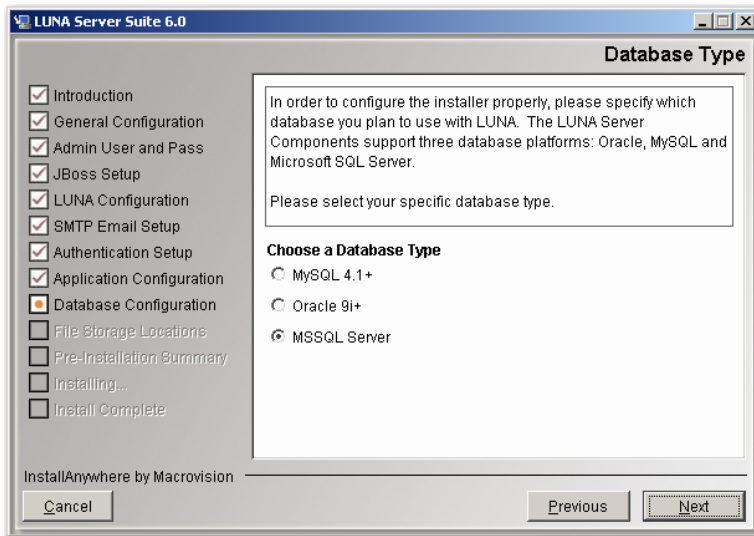 LUNA Server Suite 6.0
Database Type
Introduction
General Configuration
Admin User and Pass
JBoss Setup
LUNA Configuration
SMTP Email Setup
Authentication Setup
Application Configuration
Database Configuration
File Storage Locations
Pre-Installation Summary
Installing...
Install Complete
In order to configure the installer properly, please specify which
database you plan to use with LUNA. The LUNA Server
Components support three database platforms: Oracle, MySQL and
Microsoft SQL Server.
Please select your specific database type.
Choose a Database Type
MySQL 4.1+
Oracle 9i+
MSSQL Server
InstallAnywhere by Macrovision
Cancel
Previous
Next